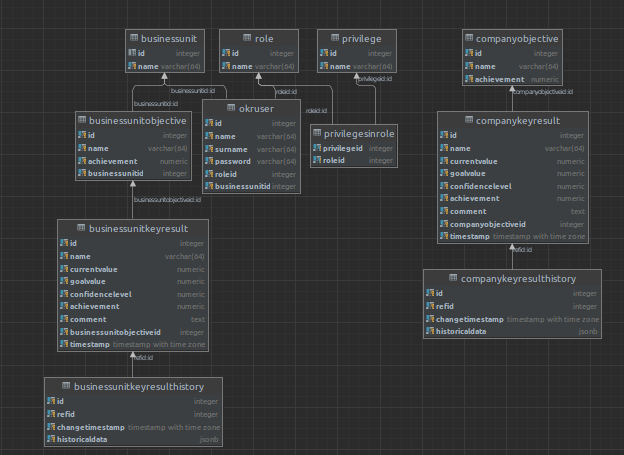 businessunit
id integer
name varchar(64)
role
id integer
name varchar(64)
privilege
id integer
name varchar(64)
companyobjective
id integer
name varchar(64)
achievement numeric
businessunitid:id
businessunitid:id
roleid:id
roleid:id
privilegeid:id
companyobjectiveid:id
businessunitobjective
id integer
name varchar(64)
achievement numeric
businessunitid integer
okruser
id integer
name varchar(64)
surname varchar(64)
password varchar(64)
roleid integer
businessunitid integer
privilegesinrole
privilegeid integer
roleid integer
companykeyresult
id integer
name varchar(64)
currentvalue numeric
goalvalue numeric
confidencelevel numeric
achievement numeric
comment text
companyobjectiveid integer
timestamp timestamp with time zone
businessunitobjectiveid:id
businessunitkeyresult
id integer
name varchar(64)
currentvalue numeric
goalvalue numeric
confidencelevel numeric
achievement numeric
comment text
businessunitobjectiveid integer
timestamp timestamp with time zone
refid:id
companykeyresulthistory
id integer
refid integer
changetimestamp timestamp with time zone
historicaldata jsonb
refid:id
businessunitkeyresulthistory
id integer
refid integer
changetimestamp timestamp with time zone
historicaldata jsonb